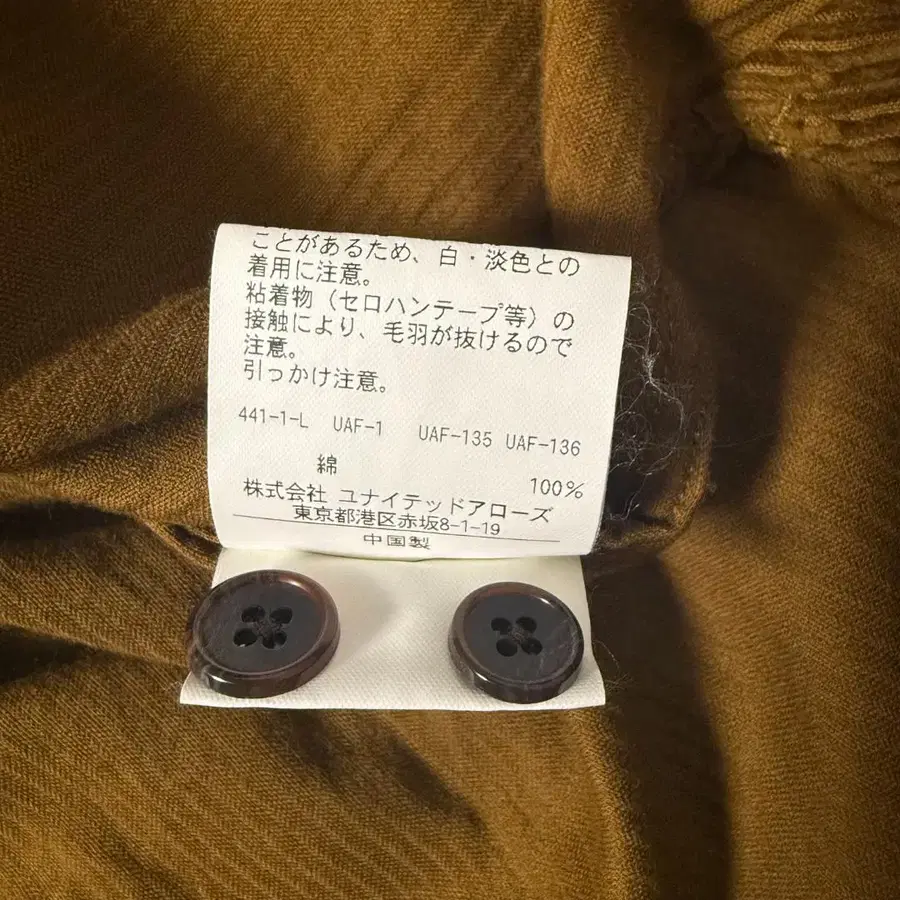 ことがあるため、白・淡色との
着用に注意。
粘着物（セロハンテープ等）の
接触により、毛羽が抜けるので
注意。
引っかけ注意。
441-1-L UAF-1 UAF-135 UAF-136
綿 100%
株式会社 ユナイテッドアローズ
東京都港区赤坂8-1-19
中国製